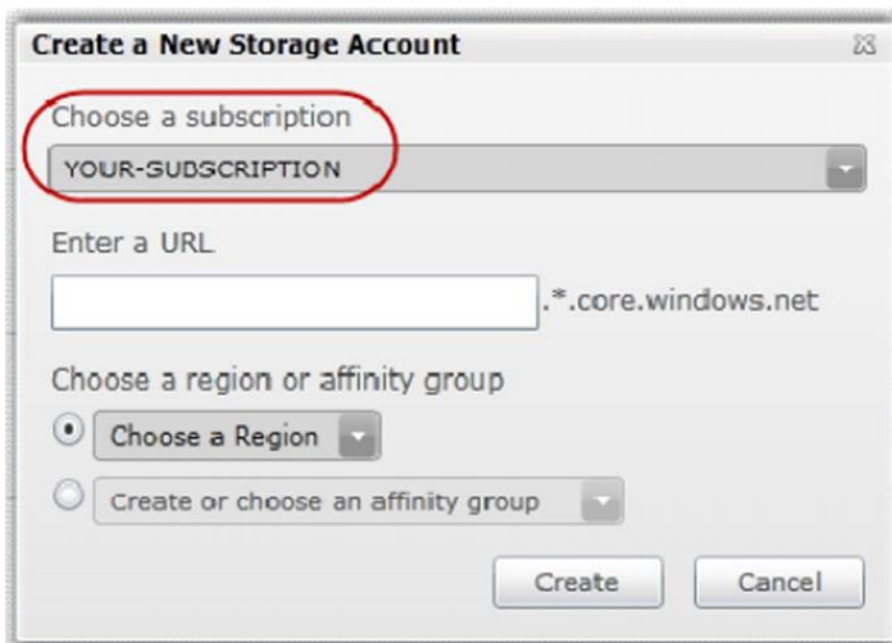 Create a New Storage Account
Choose a subscription
YOUR-SUBSCRIPTION
Enter a URL
.*.core.windows.net
Choose a region or affinity group
Choose a Region
Create or choose an affinity group
Create Cancel